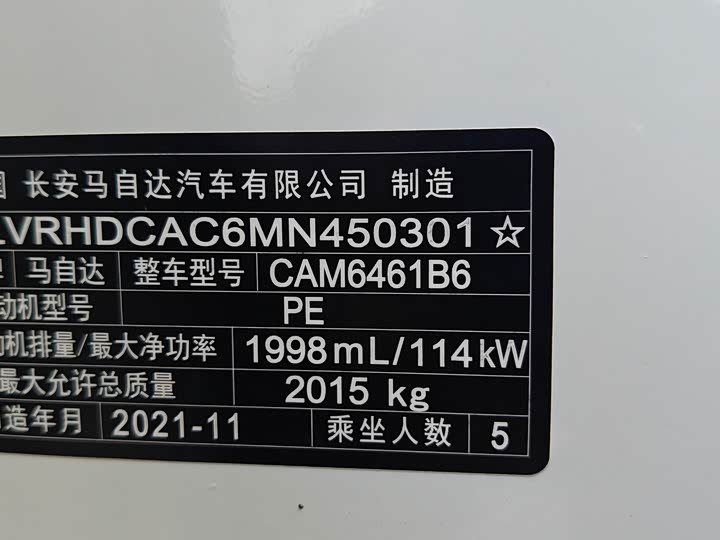 国 长安马自达汽车有限公司 制造
LVRHDCAC6MN450301☆
牌 马自达 整车型号 CAM6461B6
动机型号 PE
动机排量/最大净功率 1998mL/114kW
最大允许总质量 2015 kg
造年月 2021-11 乘坐人数 5